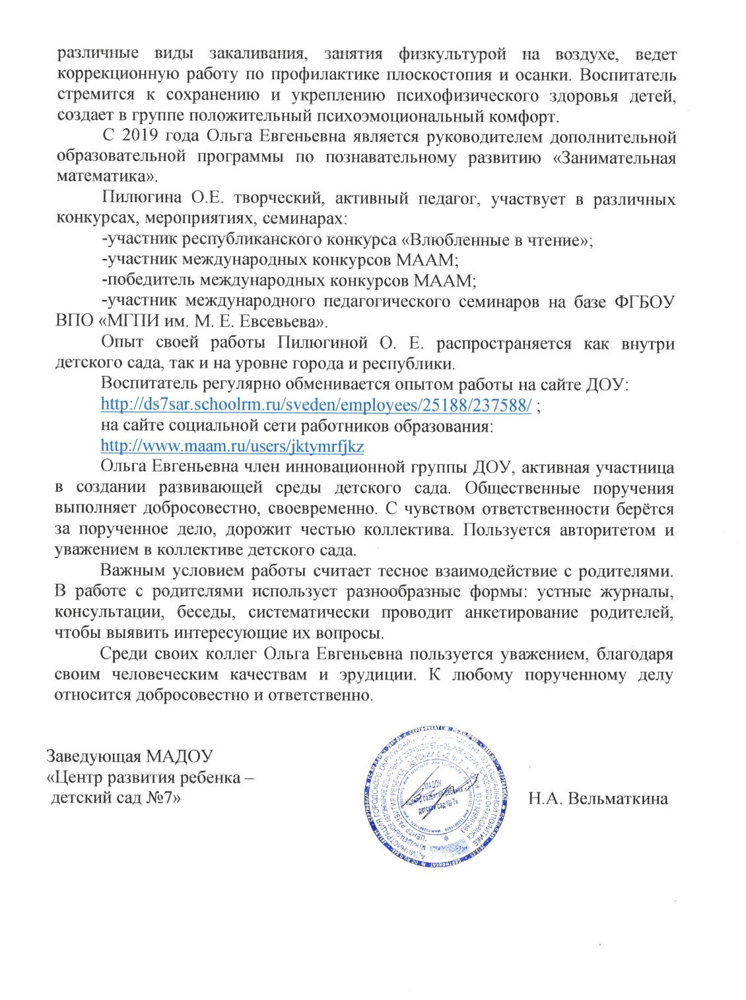 различные виды закаливания, занятия физкультурой на воздухе, ведет
коррекционную работу по профилактике плоскостопия и осанки. Воспитатель
стремится к сохранению и укреплению психофизического здоровья детей,
создает в группе положительный психоэмоциональный комфорт.
С 2019 года Ольга Евгеньевна является руководителем дополнительной
образовательной программы по познавательному развитию «Занимательная
математика».
Пилюгина О.Е. творческий, активный педагог, участвует в различных
конкурсах, мероприятиях, семинарах:
-участник республиканского конкурса «Влюбленные в чтение»;
-участник международных конкурсов МААМ;
-победитель международных конкурсов МААМ;
-участник международного педагогического семинаров на базе ФГБОУ
ВПО «МГПИ им. М. Е. Евсевьева».
Опыт своей работы Пилюгиной О. Е. распространяется как внутри
детского сада, так и на уровне города и республики.
Воспитатель регулярно обменивается опытом работы на сайте ДОУ:
http://ds7sar.schoolrm.ru/sveden/employees/25188/237588/ ;
на сайте социальной сети работников образования:
http://www.maam.ru/users/jktymrfjkz
Ольга Евгеньевна член инновационной группы ДОУ, активная участница
в создании развивающей среды детского сада. Общественные поручения
выполняет добросовестно, своевременно. С чувством ответственности берётся
за порученное дело, дорожит честью коллектива. Пользуется авторитетом и
уважением в коллективе детского сада.
Важным условием работы считает тесное взаимодействие с родителями.
В работе с родителями использует разнообразные формы: устные журналы,
консультации, беседы, систематически проводит анкетирование родителей,
чтобы выявить интересующие их вопросы.
Среди своих коллег Ольга Евгеньевна пользуется уважением, благодаря
своим человеческим качествам и эрудиции. К любому порученному делу
относится добросовестно и ответственно.
Заведующая МАДОУ
«Центр развития ребенка –
детский сад №7»
МАДОУ
«Центр развития ребенка -
детский сад № 7»
Н.А. Вельматкина